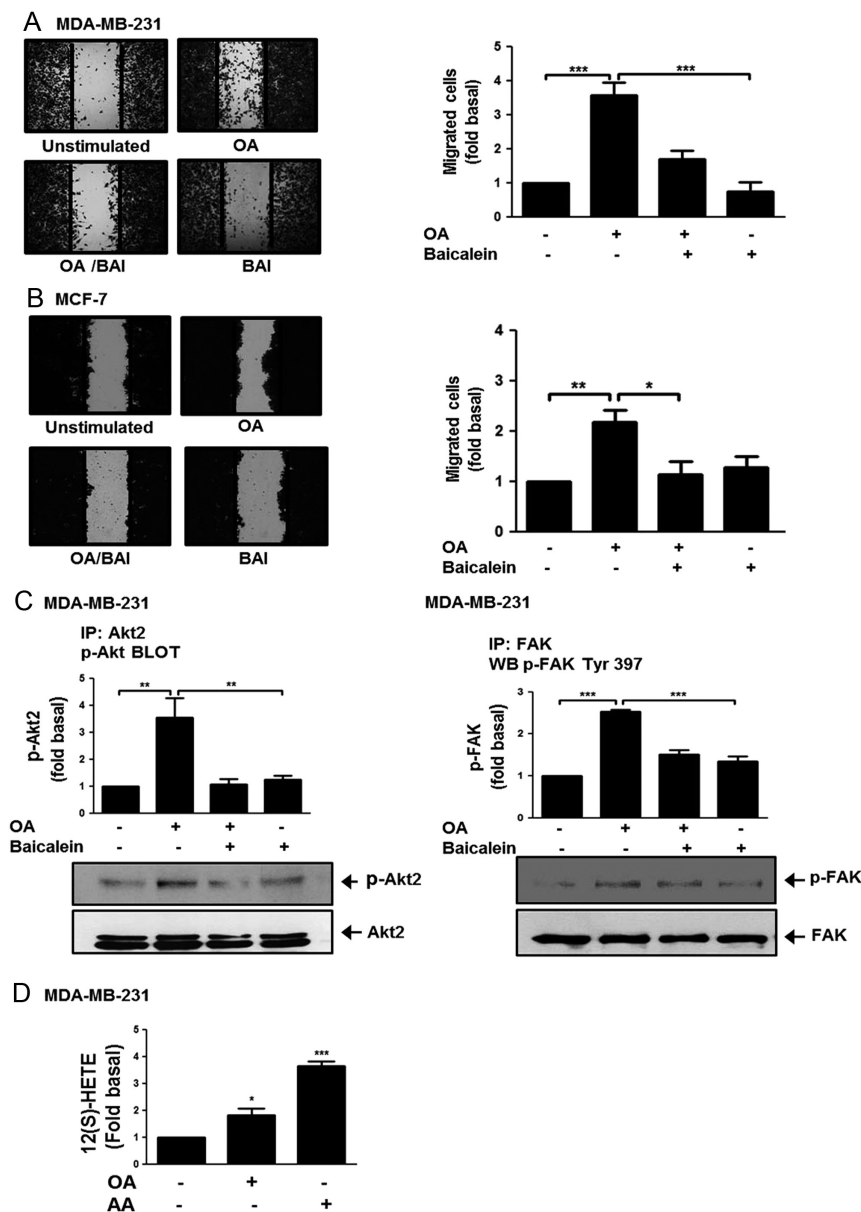 A MDA-MB-231
Unstimulated
OA
OA /BAI
BAI
Migrated cells
(fold basal)
5
4
3
2
1
0
***
***
OA - + + -
Baicalein - - + +
B MCF-7
Unstimulated
OA
OA/BAI
BAI
Migrated cells
(fold basal)
4
3
2
1
0
**
*
OA - + + -
Baicalein - - + +
C MDA-MB-231
IP: Akt2
p-Akt BLOT
p-Akt2
(fold basal)
5
4
3
2
1
0
**
**
OA - + + -
Baicalein - - + +
p-Akt2
Akt2
MDA-MB-231
IP: FAK
WB p-FAK Tyr 397
p-FAK
(fold basal)
3
2
1
0
***
***
OA - + + -
Baicalein - - + +
p-FAK
FAK
D MDA-MB-231
12(S)-HETE
(Fold basal)
5
4
3
2
1
0
*
***
OA - + -
AA - - +